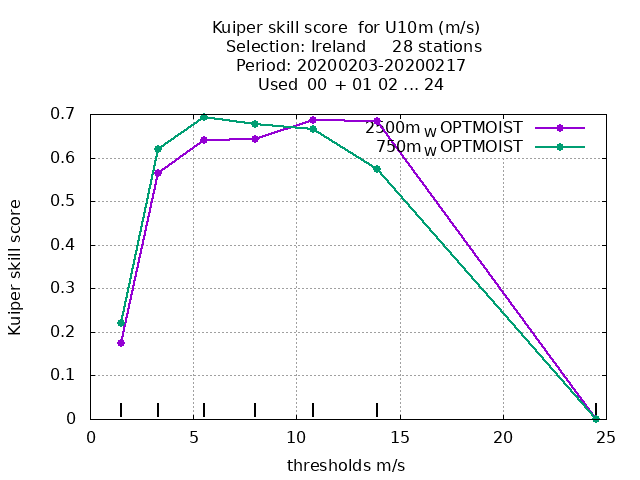 Kuiper skill score  for U10m (m/s)
Selection: Ireland     28 stations
Period: 20200203-20200217
Used  00  + 01 02 ... 24
0.7
0.6
0.5
0.4
0.3
0.2
0.1
0
Kuiper skill score
2500m W OPTMOIST
750m W OPTMOIST
0 5 10 15 20 25
thresholds m/s